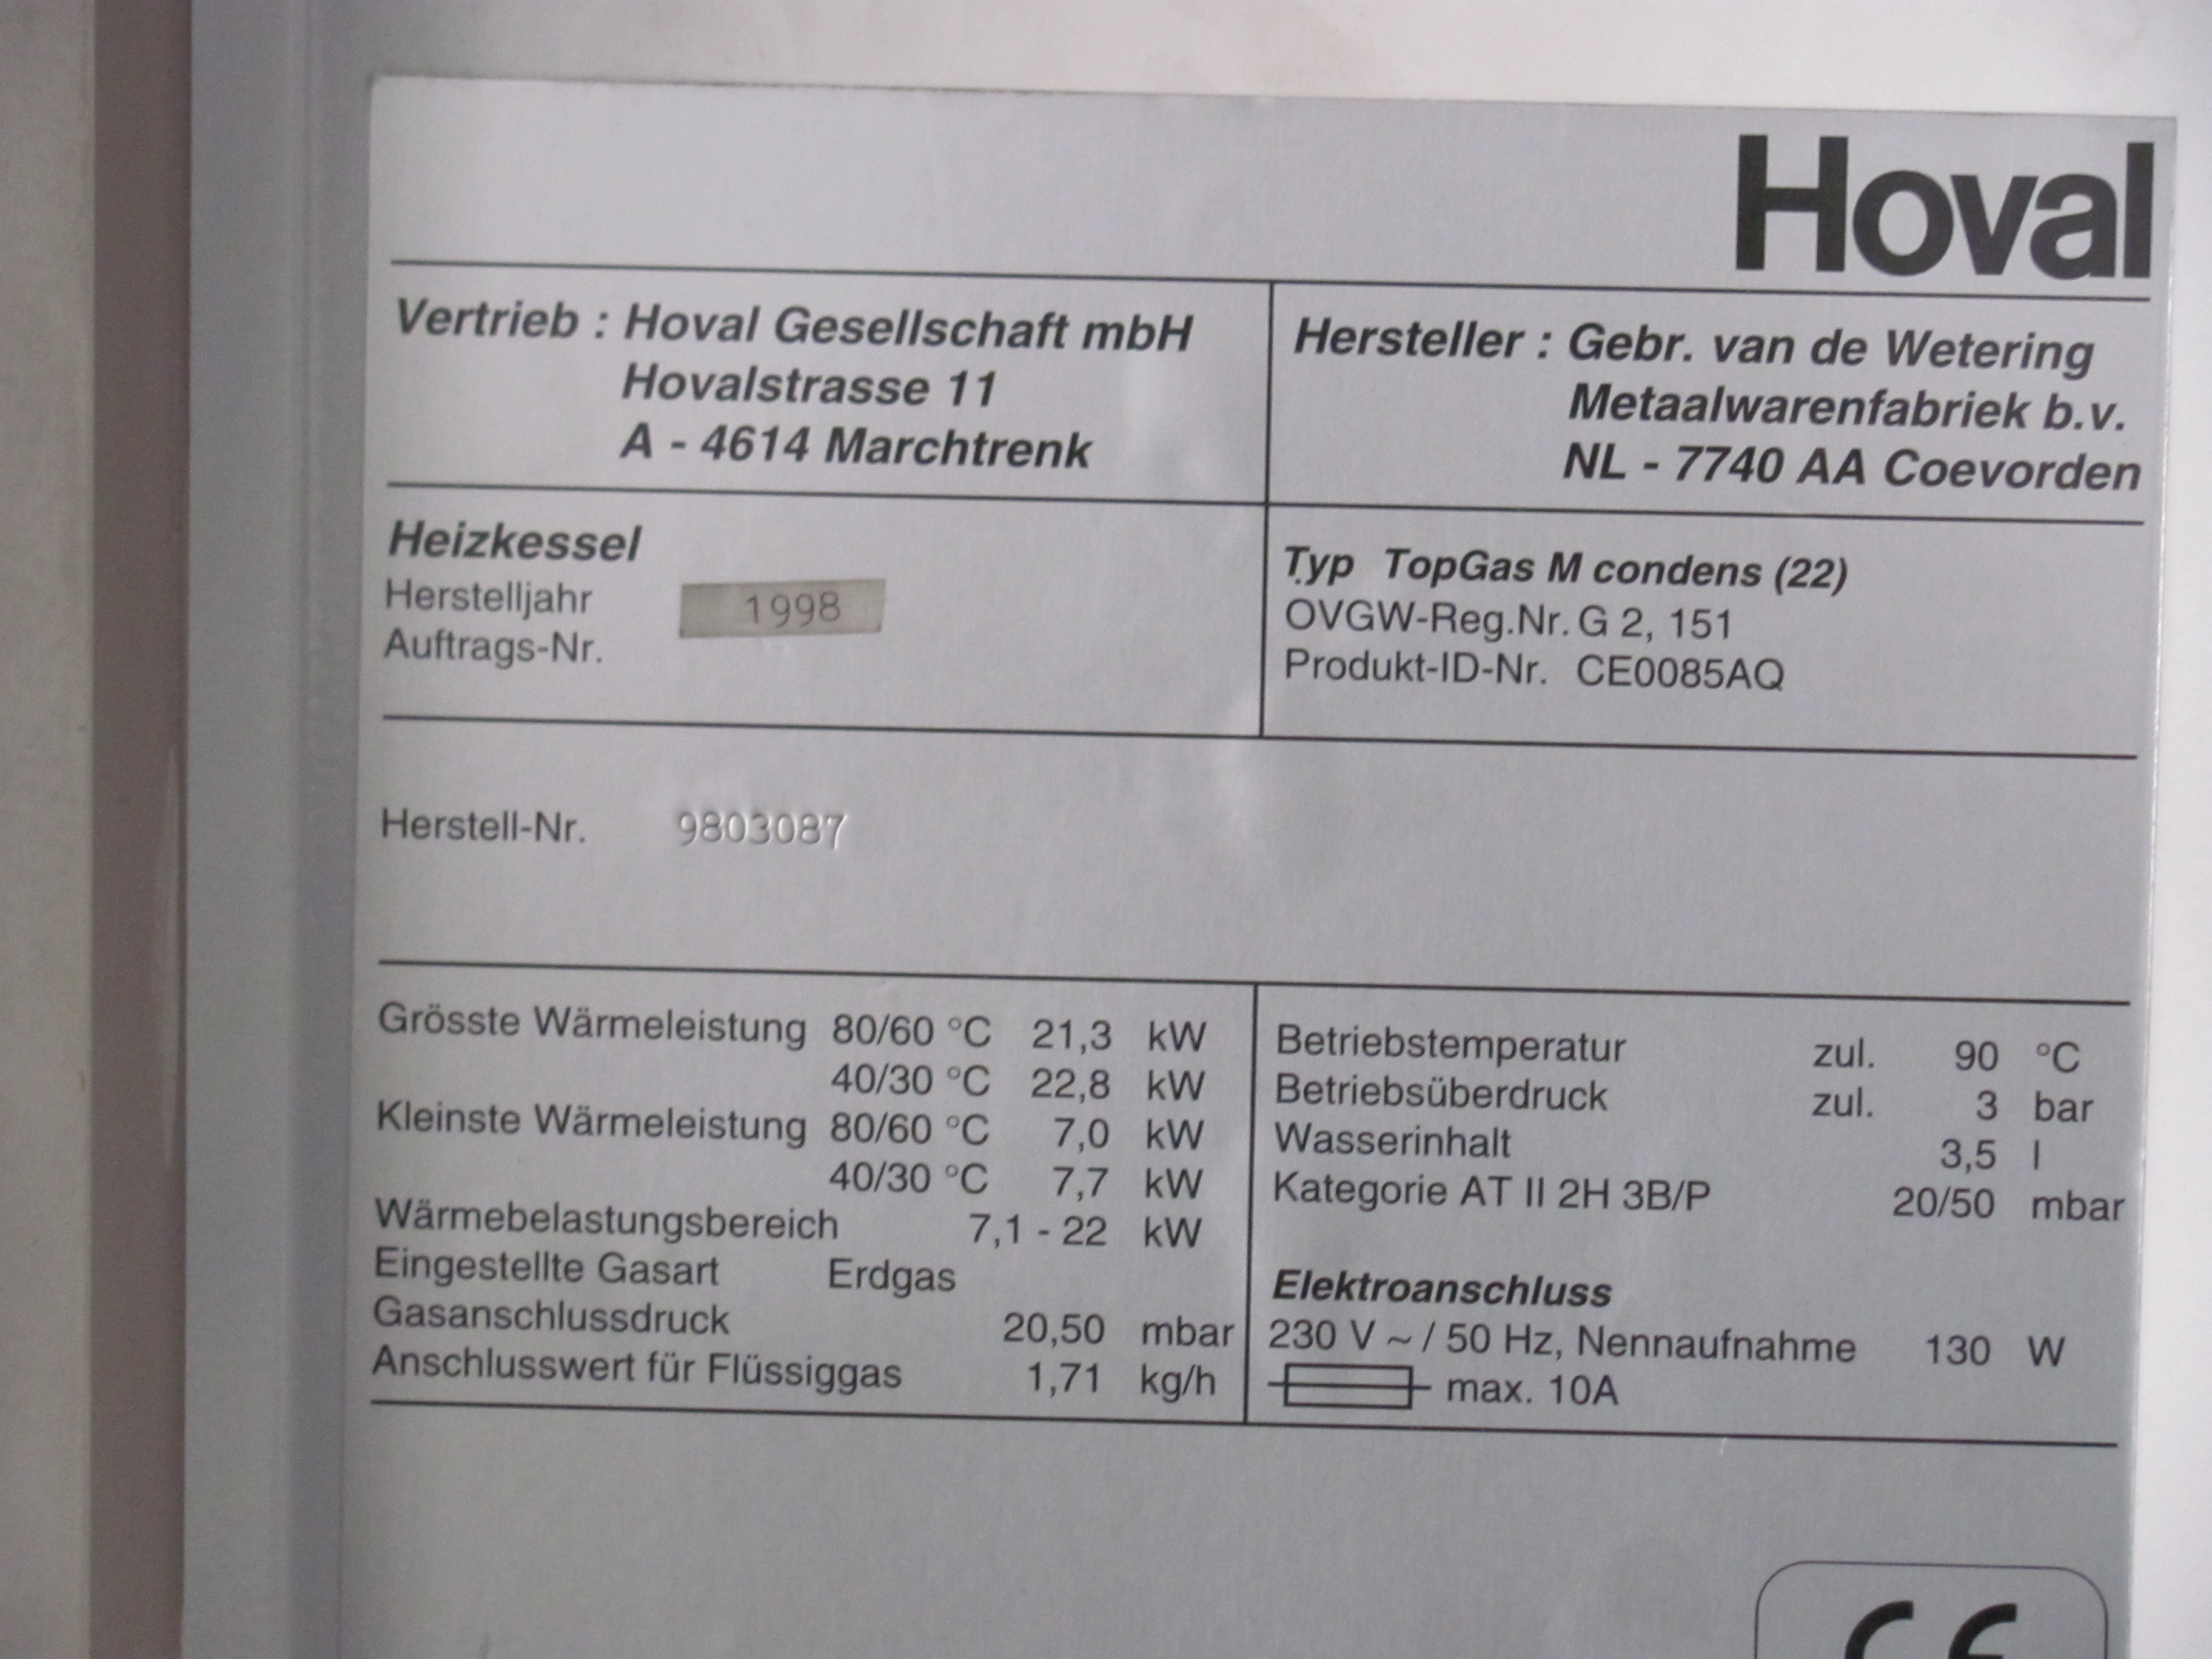 Hoval
Vertrieb : Hoval Gesellschaft mbH
Hovalstrasse 11
A - 4614 Marchtrenk
Hersteller : Gebr. van de Wetering
Metaalwarenfabriek b.v.
NL - 7740 AA Coevorden
Heizkessel
Herstelljahr 1998
Auftrags-Nr.
Typ TopGas M condens (22)
OVGW-Reg.Nr. G 2, 151
Produkt-ID-Nr. CE0085AQ
Herstell-Nr. 9803087
Grösste Wärmeleistung 80/60 °C 21,3 kW
40/30 °C 22,8 kW
Kleinste Wärmeleistung 80/60 °C 7,0 kW
40/30 °C 7,7 kW
Wärmebelastungsbereich 7,1 - 22 kW
Eingestellte Gasart Erdgas
Gasanschlussdruck 20,50 mbar
Anschlusswert für Flüssiggas 1,71 kg/h
Betriebstemperatur zul. 90 °C
Betriebsüberdruck zul. 3 bar
Wasserinhalt 3,5 l
Kategorie AT II 2H 3B/P 20/50 mbar
Elektroanschluss
230 V ~ / 50 Hz, Nennaufnahme 130 W
max. 10A
CE